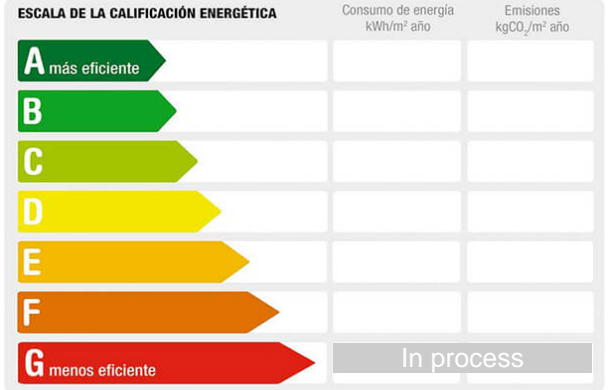 ESCALA DE LA CALIFICACIÓN ENERGÉTICA
Consumo de energía
kWh/m² año
Emisiones
kgCO₂/m² año
A más eficiente
B
C
D
E
F
G menos eficiente
In process